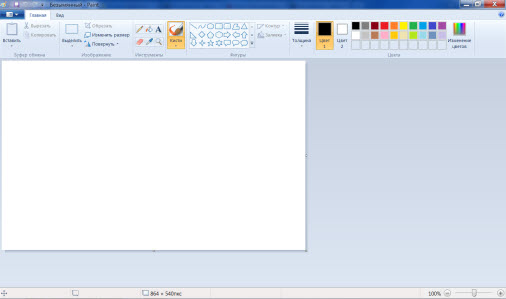 Безымянный - Paint
Главная Вид
Вставить
Вырезать
Копировать
Буфер обмена
Выделить
Обрезать
Изменить размер
Повернуть
Изображение
A
Инструменты
Кисти
Контур
Заливка
Фигуры
Толщина
Цвет 1
Цвет 2
Изменение цветов
Цвета
864 × 540пкс
100%